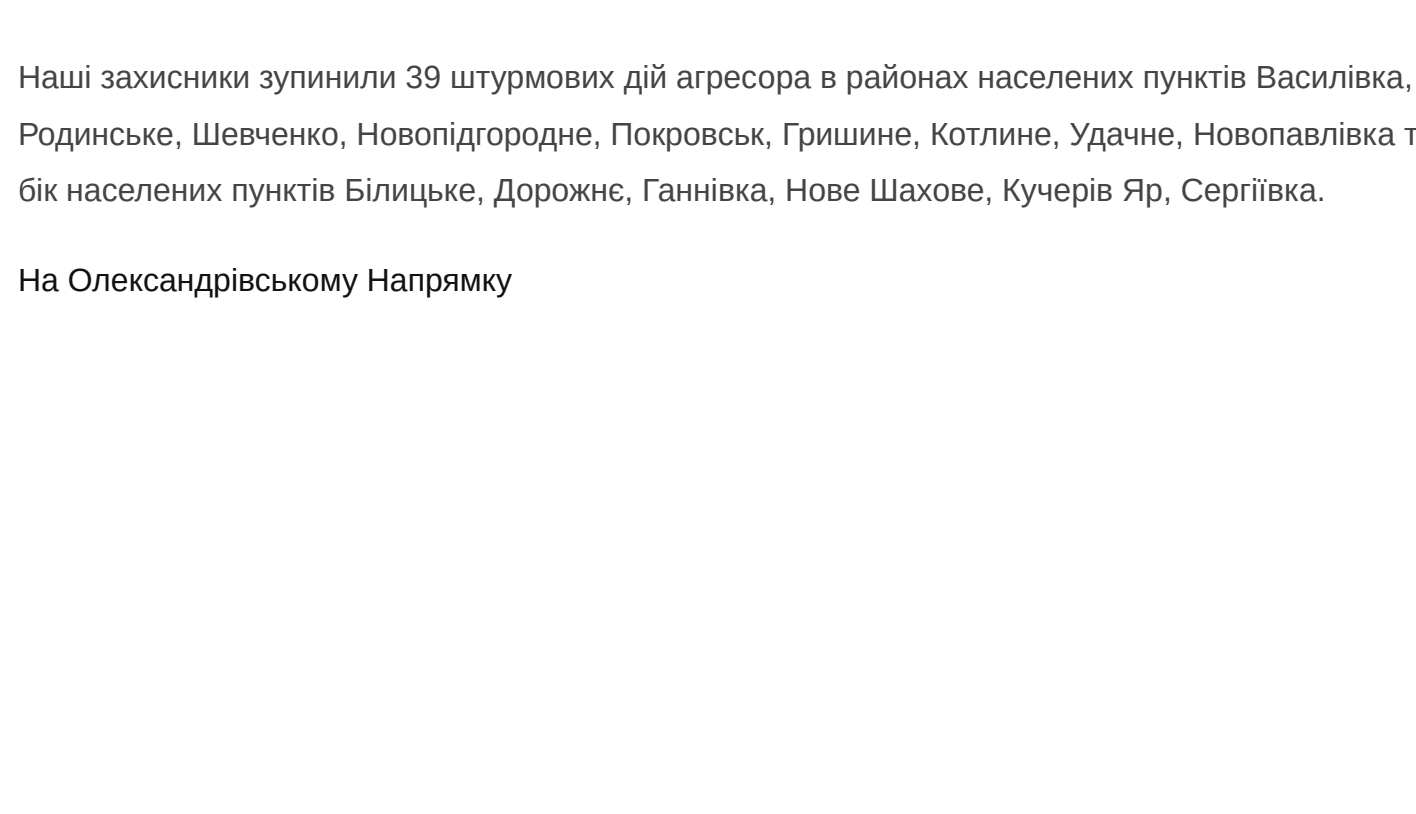 Наші захисники зупинили 39 штурмових дій агресора в районах населених пунктів Василівка,
Родинське, Шевченко, Новопідгородне, Покровськ, Гришине, Котлине, Удачне, Новопавлівка
бік населених пунктів Білицьке, Дорожнє, Ганнівка, Нове Шахове, Кучерів Яр, Сергіївка.
На Олександрівському Напрямку